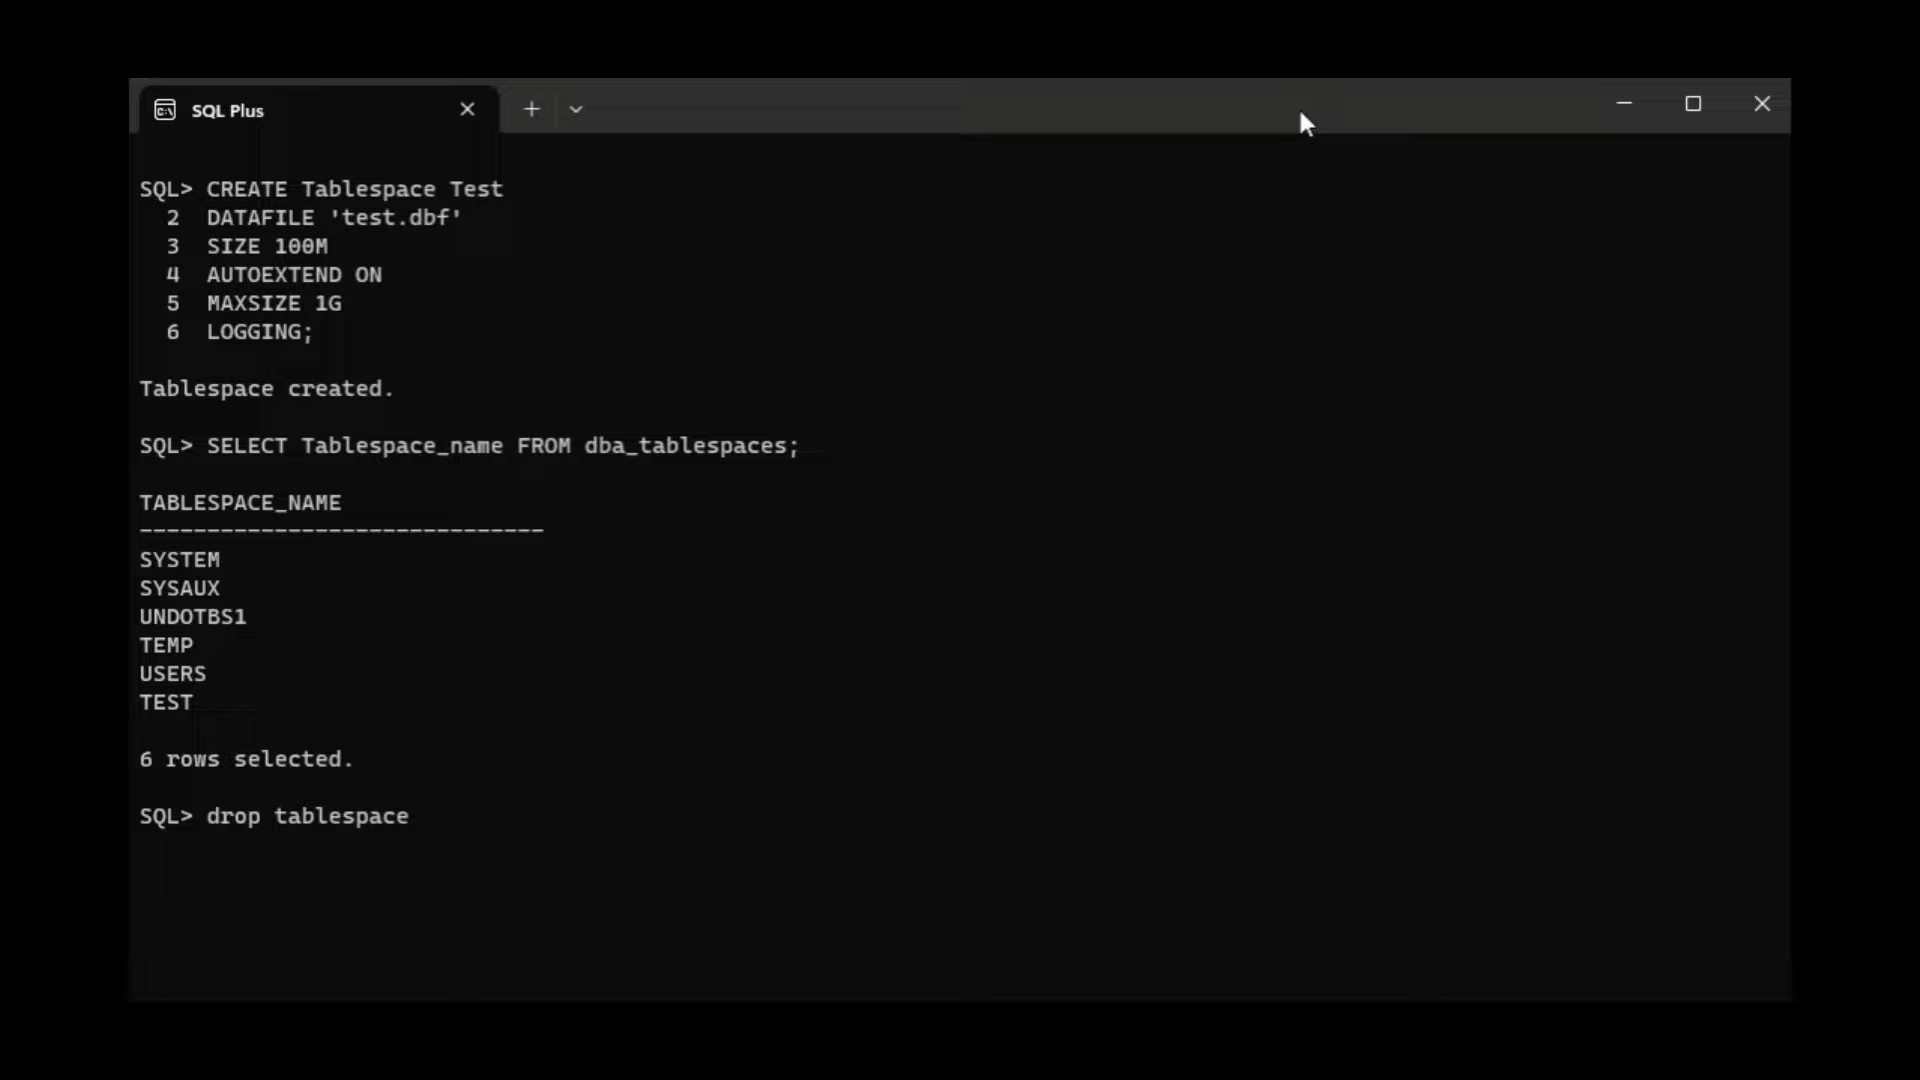 SQL Plus
SQL> CREATE Tablespace Test
2 DATAFILE 'test.dbf'
3 SIZE 100M
4 AUTOEXTEND ON
5 MAXSIZE 1G
6 LOGGING;
Tablespace created.
SQL> SELECT Tablespace_name FROM dba_tablespaces;
TABLESPACE_NAME
------------------------------
SYSTEM
SYSAUX
UNDOTBS1
TEMP
USERS
TEST
6 rows selected.
SQL> drop tablespace